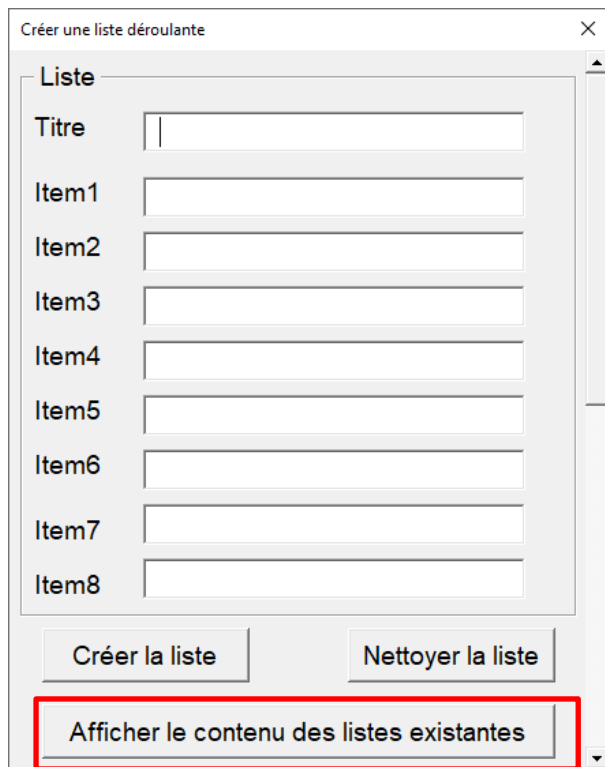 Créer une liste déroulante
Liste
Titre
Item1
Item2
Item3
Item4
Item5
Item6
Item7
Item8
Créer la liste
Nettoyer la liste
Afficher le contenu des listes existantes